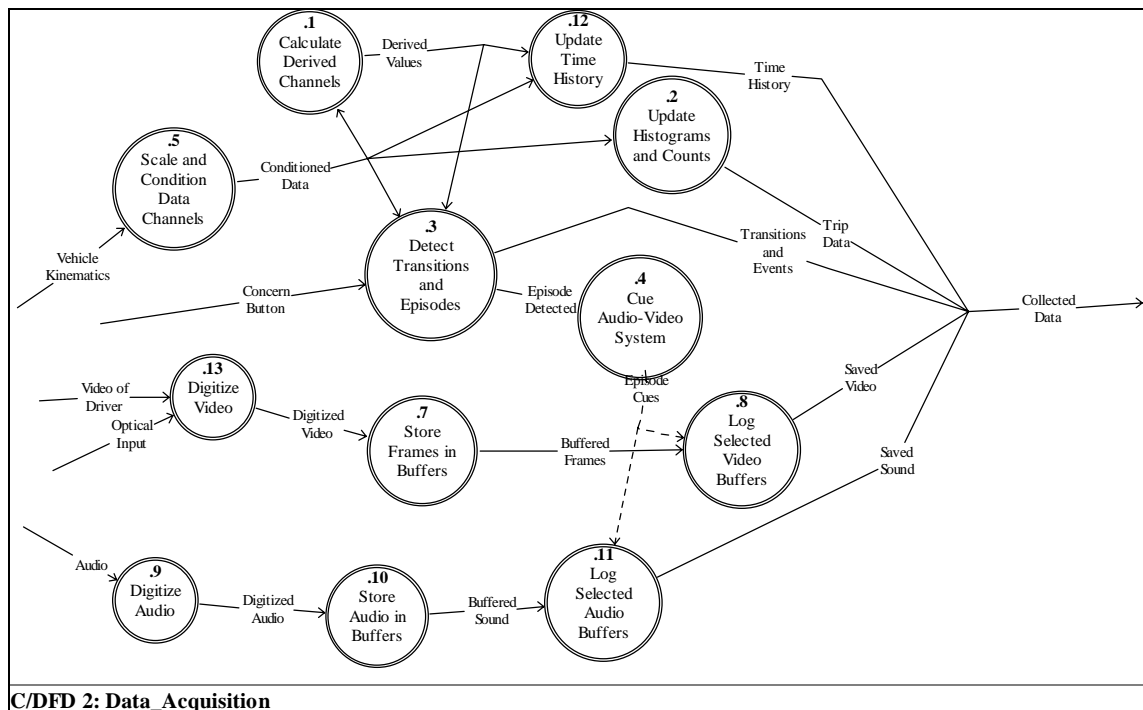 .1
Calculate
Derived
Channels
Derived
Values
.12
Update
Time
History
Time
History
.2
Update
Histograms
and Counts
.5
Scale and
Condition
Data
Channels
Conditioned
Data
.3
Detect
Transitions
and
Episodes
Vehicle
Kinematics
Concern
Button
Episode
Detected
.4
Cue
Audio-Video
System
Transitions
and
Events
Trip
Data
Collected
Data
.13
Digitize
Video
Video of
Driver
Optical
Input
Digitized
Video
.7
Store
Frames in
Buffers
Buffered
Frames
Episode
Cues
.8
Log
Selected
Video
Buffers
Saved
Video
Saved
Sound
Audio
.9
Digitize
Audio
Digitized
Audio
.10
Store
Audio in
Buffers
Buffered
Sound
.11
Log
Selected
Audio
Buffers
C/DFD 2: Data_Acquisition